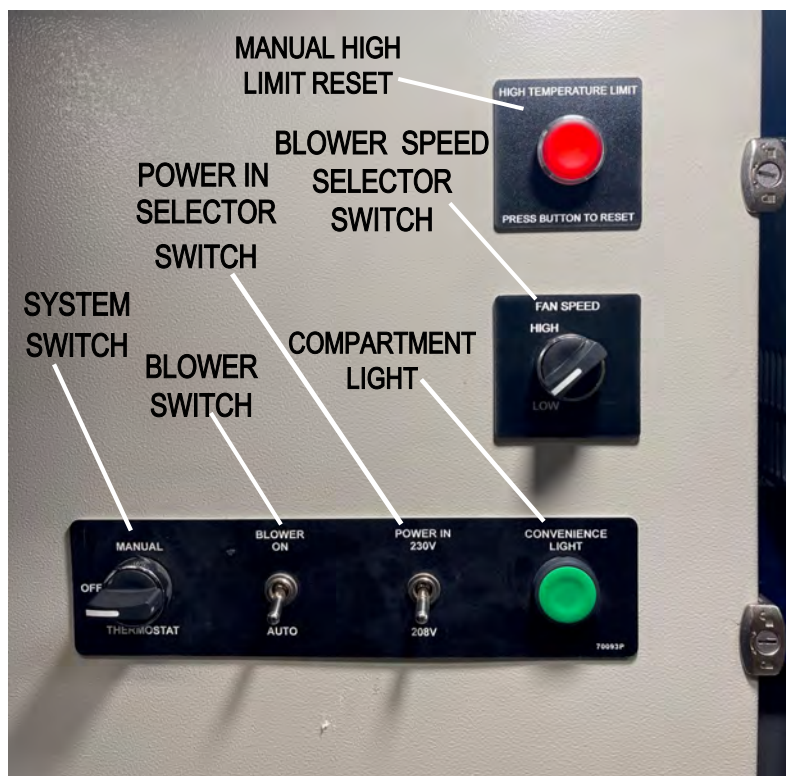 MANUAL HIGH
LIMIT RESET
HIGH TEMPERATURE LIMIT
PRESS BUTTON TO RESET
BLOWER SPEED
SELECTOR
SWITCH
POWER IN
SELECTOR
SWITCH
FAN SPEED
HIGH
LOW
SYSTEM
SWITCH
BLOWER
SWITCH
COMPARTMENT
LIGHT
MANUAL
OFF
THERMOSTAT
BLOWER
ON
AUTO
POWER IN
230V
208V
CONVENIENCE
LIGHT
70093P